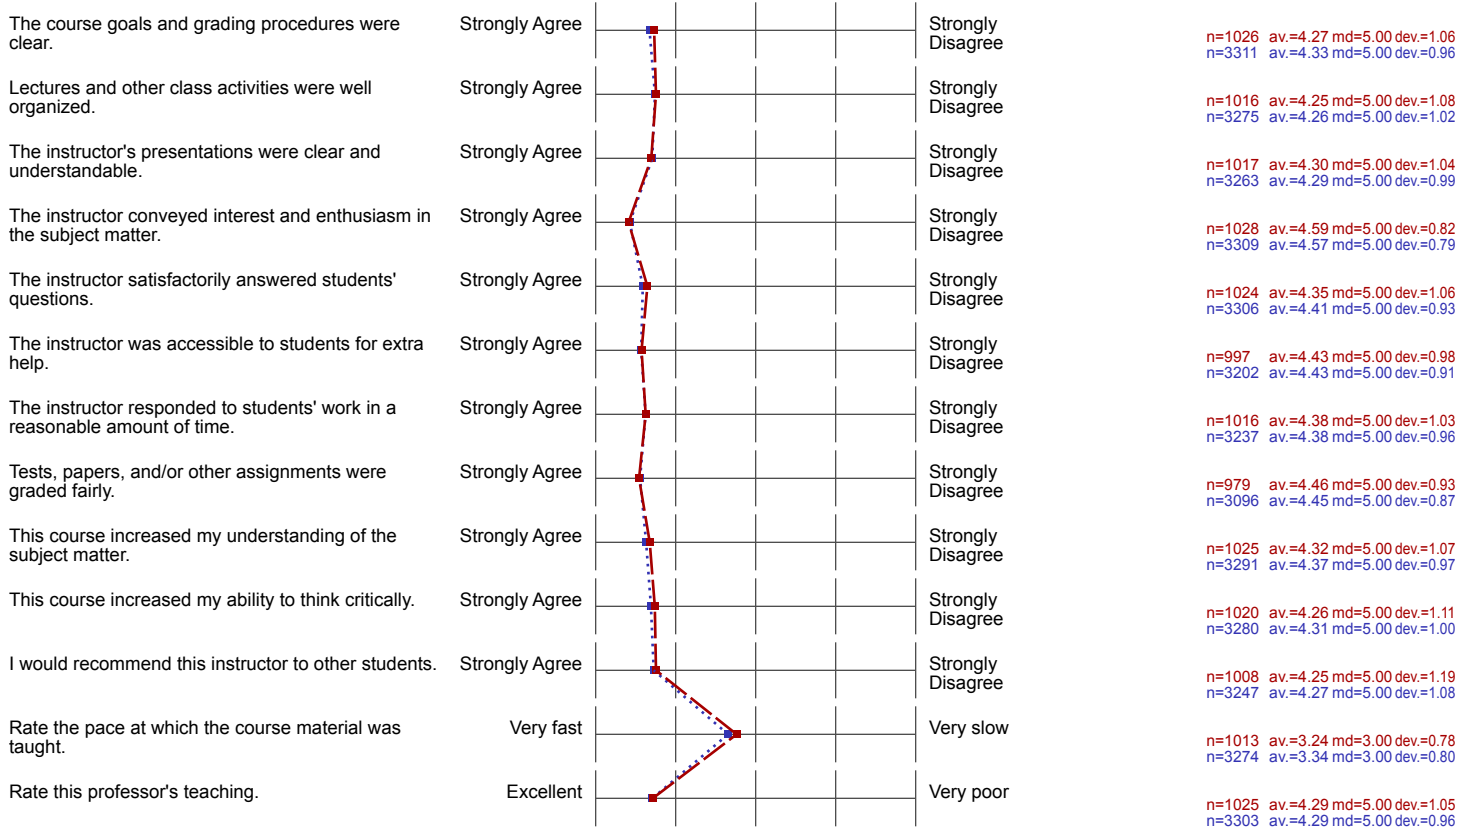 The course goals and grading procedures were
clear.
Strongly Agree
Strongly
Disagree
n=1026 av.=4.27 md=5.00 dev.=1.06
n=3311 av.=4.33 md=5.00 dev.=0.96
Lectures and other class activities were well
organized.
Strongly Agree
Strongly
Disagree
n=1016 av.=4.25 md=5.00 dev.=1.08
n=3275 av.=4.26 md=5.00 dev.=1.02
The instructor's presentations were clear and
understandable.
Strongly Agree
Strongly
Disagree
n=1017 av.=4.30 md=5.00 dev.=1.04
n=3263 av.=4.29 md=5.00 dev.=0.99
The instructor conveyed interest and enthusiasm in
the subject matter.
Strongly Agree
Strongly
Disagree
n=1028 av.=4.59 md=5.00 dev.=0.82
n=3309 av.=4.57 md=5.00 dev.=0.79
The instructor satisfactorily answered students'
questions.
Strongly Agree
Strongly
Disagree
n=1024 av.=4.35 md=5.00 dev.=1.06
n=3306 av.=4.41 md=5.00 dev.=0.93
The instructor was accessible to students for extra
help.
Strongly Agree
Strongly
Disagree
n=997 av.=4.43 md=5.00 dev.=0.98
n=3202 av.=4.43 md=5.00 dev.=0.91
The instructor responded to students' work in a
reasonable amount of time.
Strongly Agree
Strongly
Disagree
n=1016 av.=4.38 md=5.00 dev.=1.03
n=3237 av.=4.38 md=5.00 dev.=0.96
Tests, papers, and/or other assignments were
graded fairly.
Strongly Agree
Strongly
Disagree
n=979 av.=4.46 md=5.00 dev.=0.93
n=3096 av.=4.45 md=5.00 dev.=0.87
This course increased my understanding of the
subject matter.
Strongly Agree
Strongly
Disagree
n=1025 av.=4.32 md=5.00 dev.=1.07
n=3291 av.=4.37 md=5.00 dev.=0.97
This course increased my ability to think critically.
Strongly Agree
Strongly
Disagree
n=1020 av.=4.26 md=5.00 dev.=1.11
n=3280 av.=4.31 md=5.00 dev.=1.00
I would recommend this instructor to other students.
Strongly Agree
Strongly
Disagree
n=1008 av.=4.25 md=5.00 dev.=1.19
n=3247 av.=4.27 md=5.00 dev.=1.08
Rate the pace at which the course material was
taught.
Very fast
Very slow
n=1013 av.=3.24 md=3.00 dev.=0.78
n=3274 av.=3.34 md=3.00 dev.=0.80
Rate this professor's teaching.
Excellent
Very poor
n=1025 av.=4.29 md=5.00 dev.=1.05
n=3303 av.=4.29 md=5.00 dev.=0.96